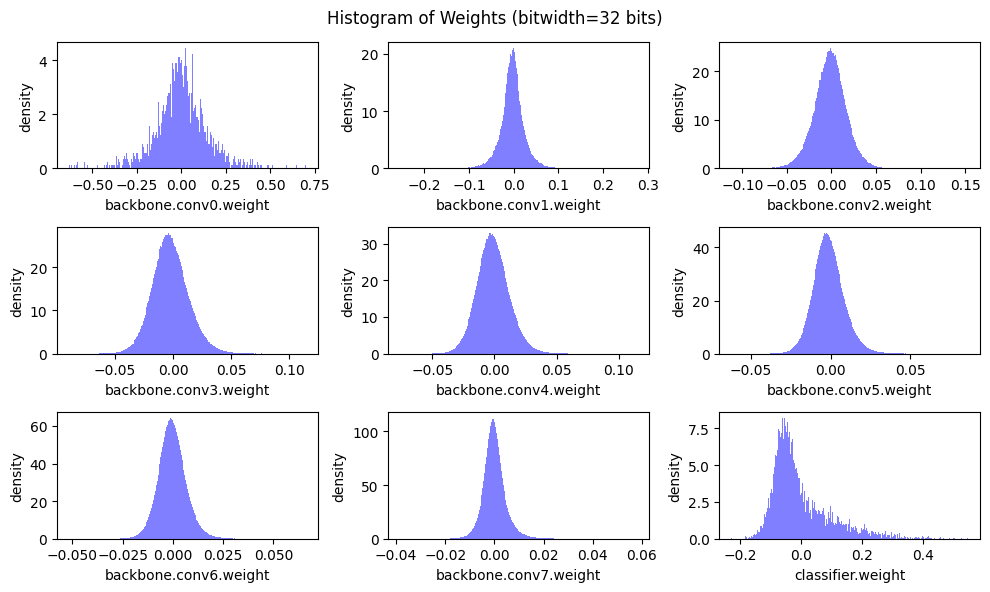 Histogram of Weights (bitwidth=32 bits)
density
4
2
0
−0.50 −0.25 0.00 0.25 0.50 0.75
backbone.conv0.weight
density
20
10
0
−0.2 −0.1 0.0 0.1 0.2 0.3
backbone.conv1.weight
density
20
10
0
−0.10 −0.05 0.00 0.05 0.10 0.15
backbone.conv2.weight
density
20
10
0
−0.05 0.00 0.05 0.10
backbone.conv3.weight
density
30
20
10
0
−0.05 0.00 0.05 0.10
backbone.conv4.weight
density
40
20
0
−0.05 0.00 0.05
backbone.conv5.weight
density
60
40
20
0
−0.050 −0.025 0.000 0.025 0.050
backbone.conv6.weight
density
100
50
0
−0.04 −0.02 0.00 0.02 0.04 0.06
backbone.conv7.weight
density
7.5
5.0
2.5
0.0
−0.2 0.0 0.2 0.4
classifier.weight